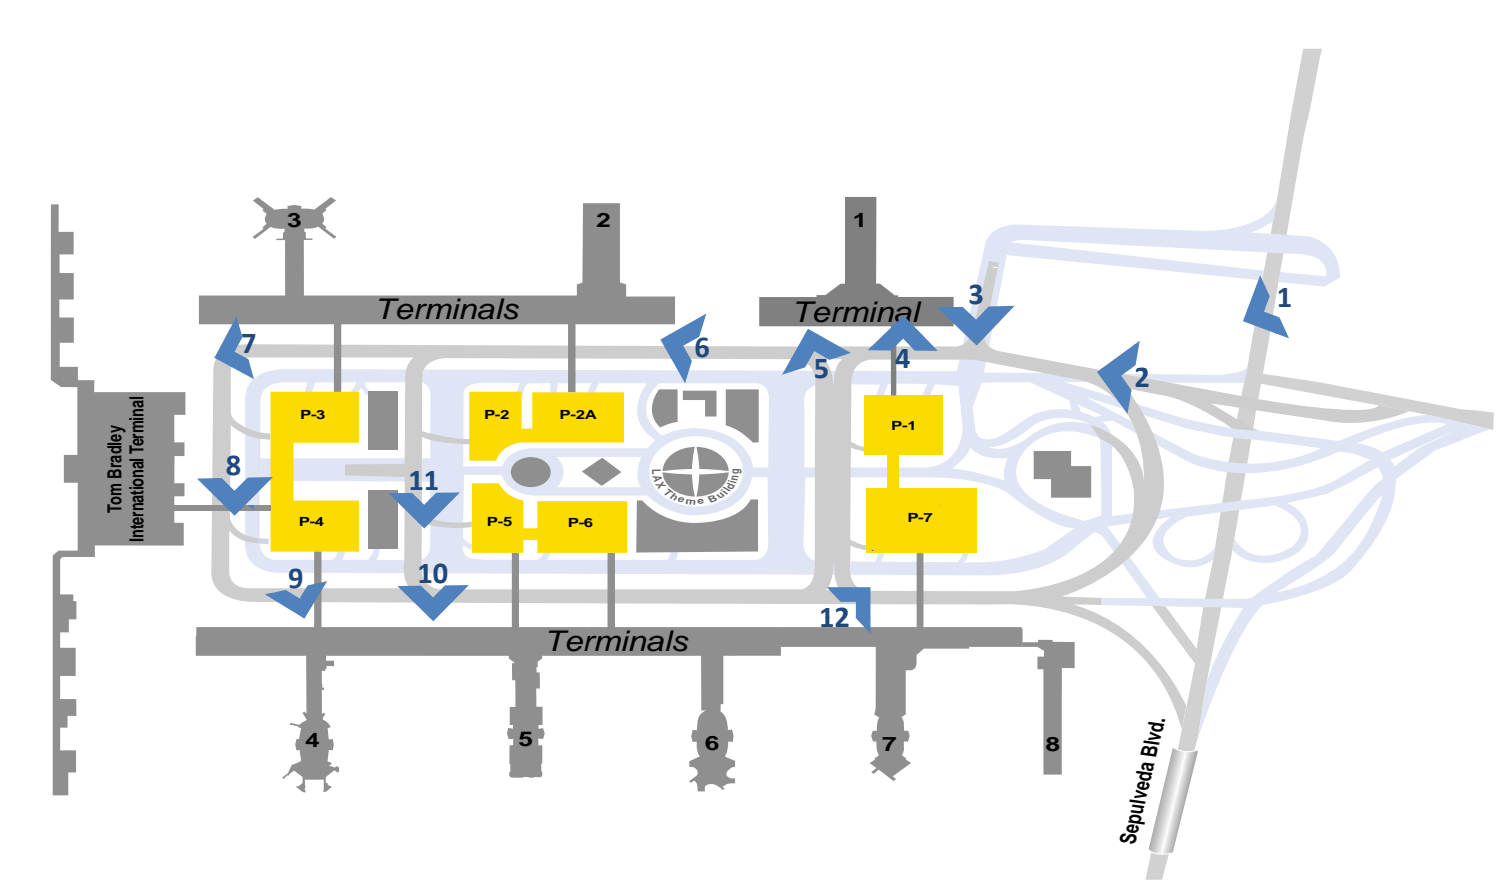 3
2
1
Terminals
Terminal
3
1
7
6
5
4
2
P-3
P-2
P-2A
P-1
Tom Bradley
International Terminal
8
11
LAX Theme Building
P-4
P-5
P-6
P-7
9
10
12
Terminals
4
5
6
7
8
Sepulveda Blvd.